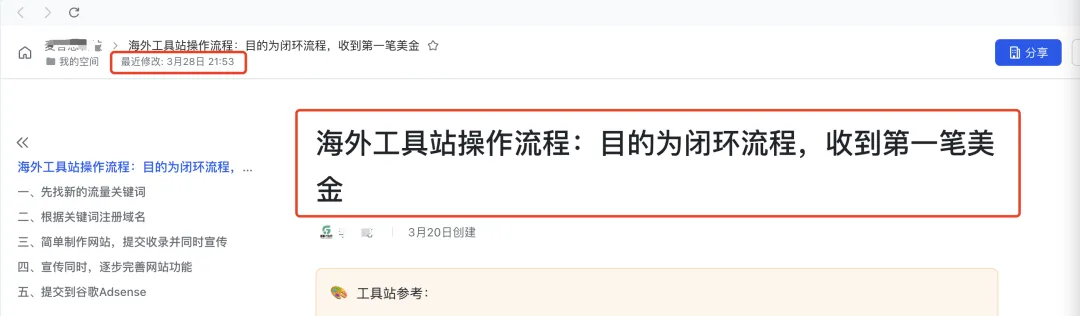 海外工具站操作流程：目的为闭环流程，收到第一笔美金
我的空间
最近修改: 3月28日 21:53
分享
海外工具站操作流程：目的为闭环流程，...
一、先找新的流量关键词
二、根据关键词注册域名
三、简单制作网站，提交收录并同时宣传
四、宣传同时，逐步完善网站功能
五、提交到谷歌Adsense
海外工具站操作流程：目的为闭环流程，收到第一笔美
金
3月20日创建
工具站参考：